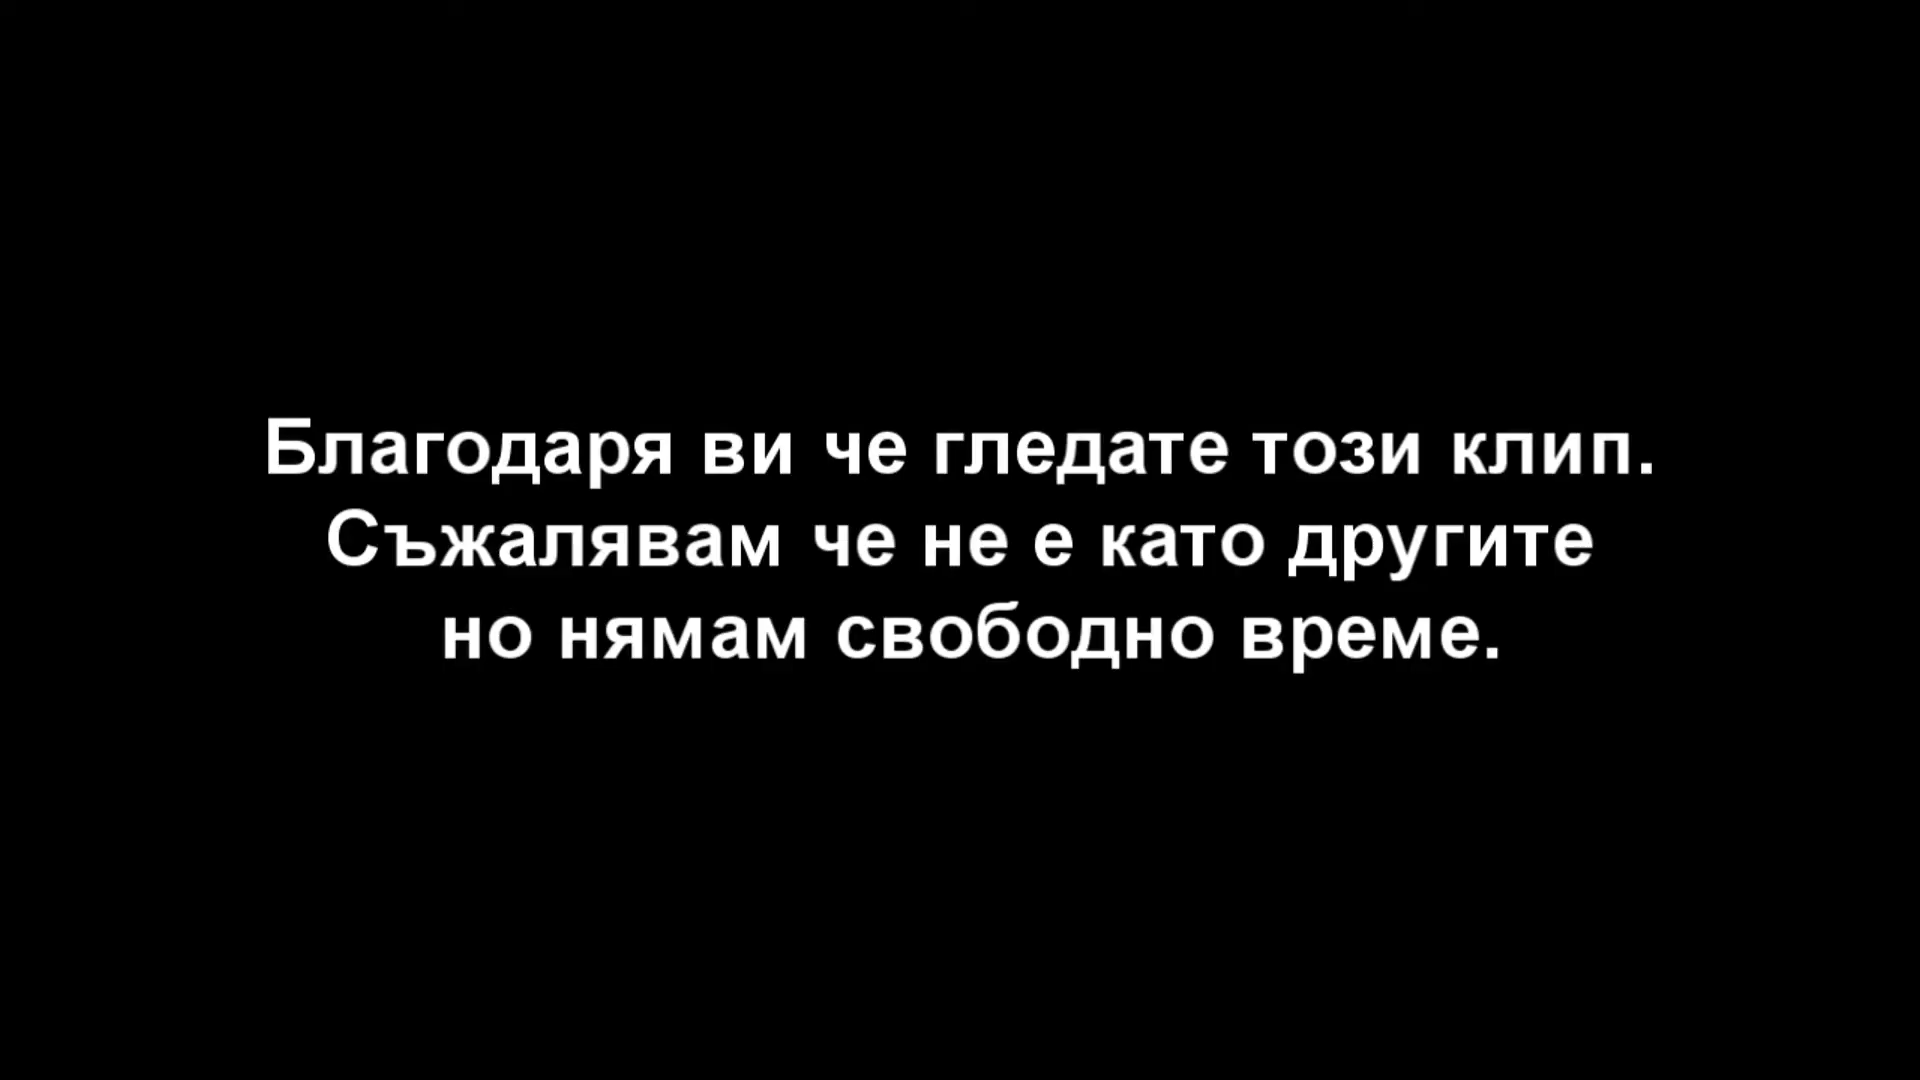 Благодаря ви че гледате този клип.
Съжалявам че не е като другите
но нямам свободно време.